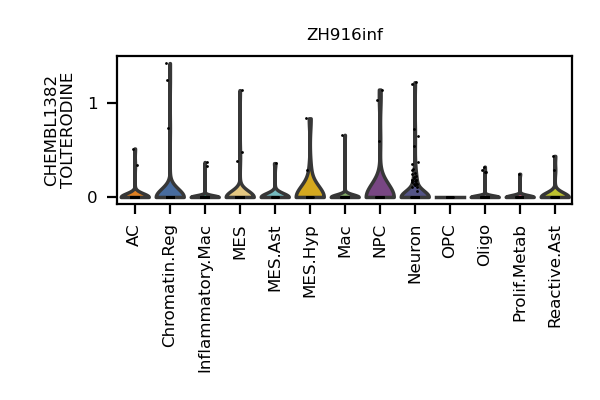 ZH916inf
CHEMBL1382
TOLTERODINE
1
0
AC
Chromatin.Reg
Inflammatory.Mac
MES
MES.Ast
MES.Hyp
Mac
NPC
Neuron
OPC
Oligo
Prolif.Metab
Reactive.Ast